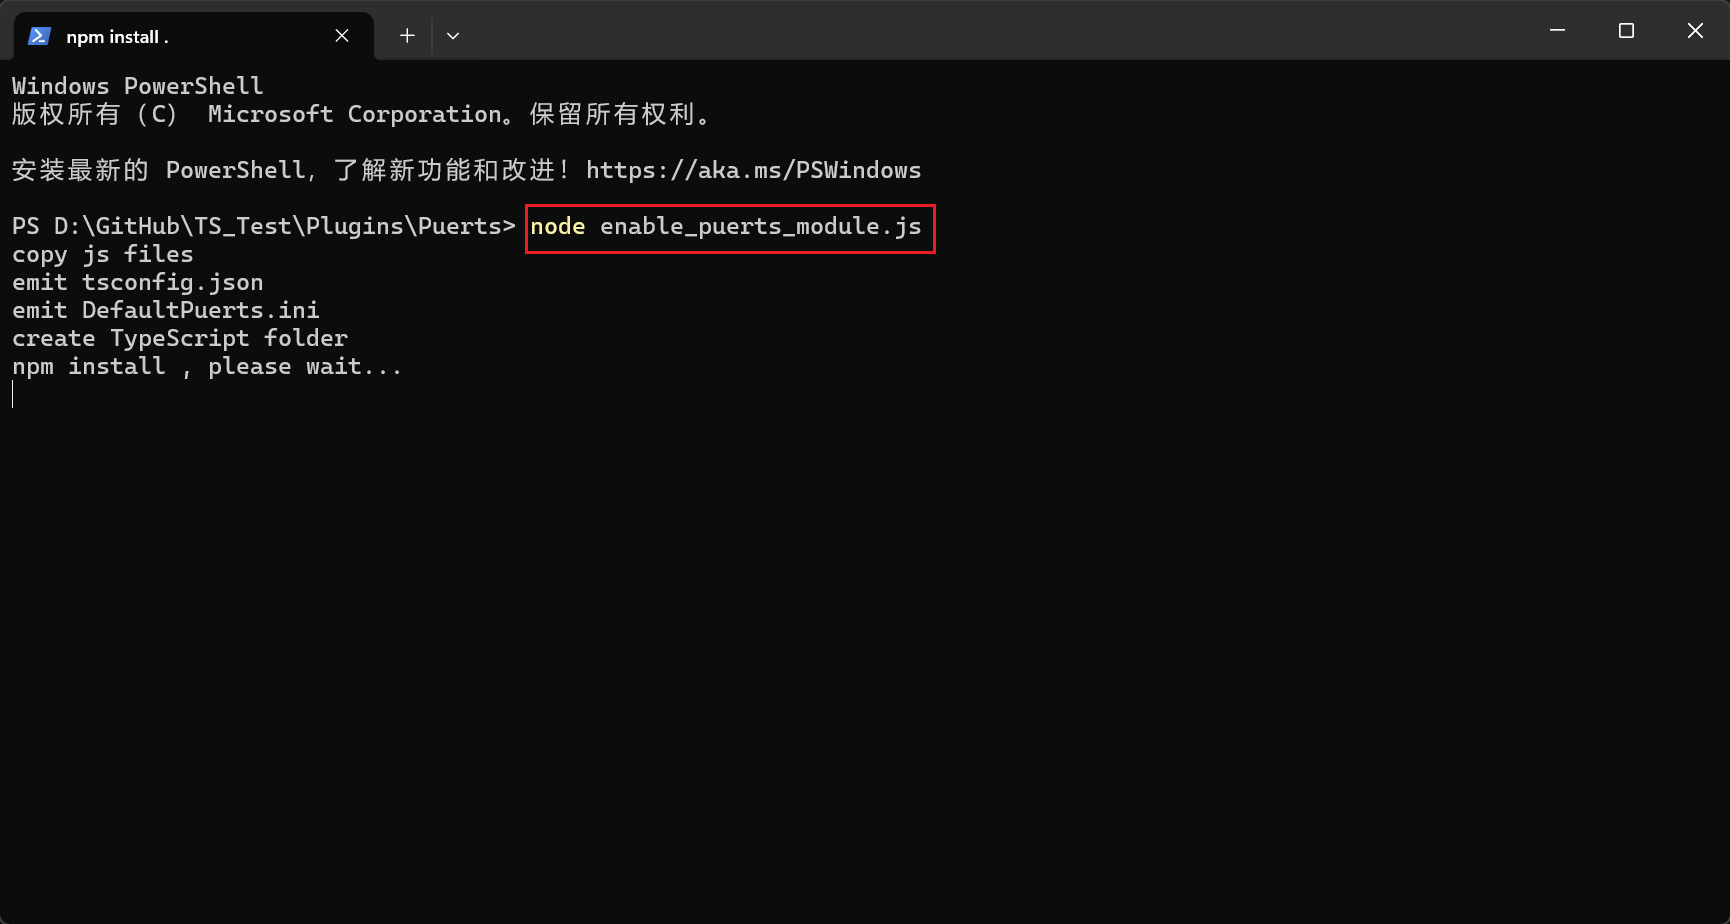 npm install .
Windows PowerShell
版权所有 (C)  Microsoft Corporation。保留所有权利。
安装最新的 PowerShell，了解新功能和改进！https://aka.ms/PSWindows
PS D:\GitHub\TS_Test\Plugins\Puerts> node enable_puerts_module.js
copy js files
emit tsconfig.json
emit DefaultPuerts.ini
create TypeScript folder
npm install , please wait...